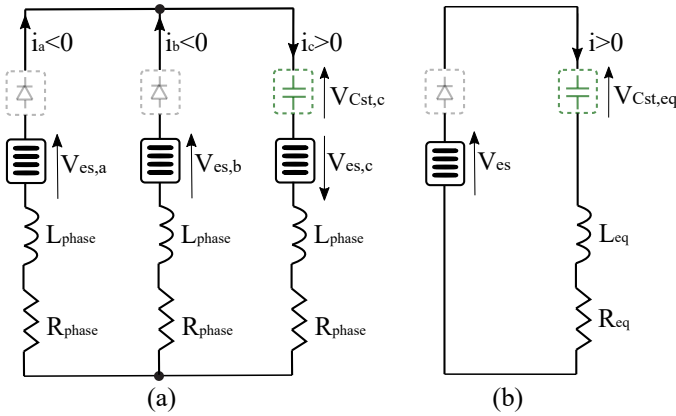 ia<0
ib<0
ic>0
i>0
VCst,c
VCst,eq
Ves,a
Ves,b
Ves,c
Ves
Lphase
Lphase
Lphase
Leq
Rphase
Rphase
Rphase
Req
(a)
(b)